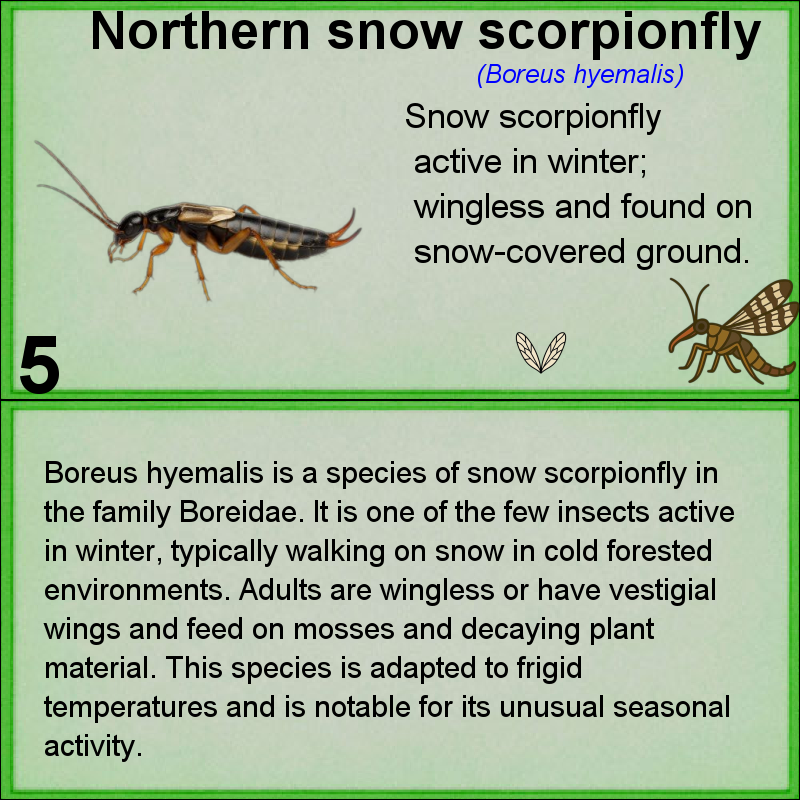 Northern snow scorpionfly
(Boreus hyemalis)
Snow scorpionfly
active in winter;
wingless and found on
snow-covered ground.
5
Boreus hyemalis is a species of snow scorpionfly in
the family Boreidae. It is one of the few insects active
in winter, typically walking on snow in cold forested
environments. Adults are wingless or have vestigial
wings and feed on mosses and decaying plant
material. This species is adapted to frigid
temperatures and is notable for its unusual seasonal
activity.